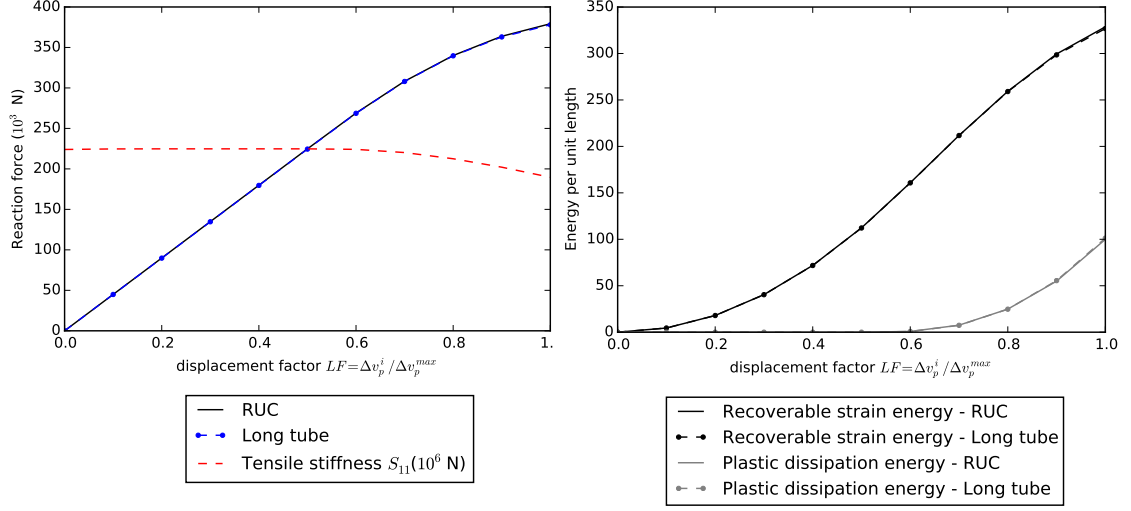 400
350
300
250
200
150
100
50
0
Reaction force (10³ N)
0.0
0.2
0.4
0.6
0.8
1.
displacement factor LF=Δv_p^i/Δv_p^max
RUC
Long tube
Tensile stiffness S₁₁(10⁶ N)
350
300
250
200
150
100
50
0
Energy per unit length
0.0
0.2
0.4
0.6
0.8
1.0
displacement factor LF=Δv_p^i/Δv_p^max
Recoverable strain energy - RUC
Recoverable strain energy - Long tube
Plastic dissipation energy - RUC
Plastic dissipation energy - Long tube